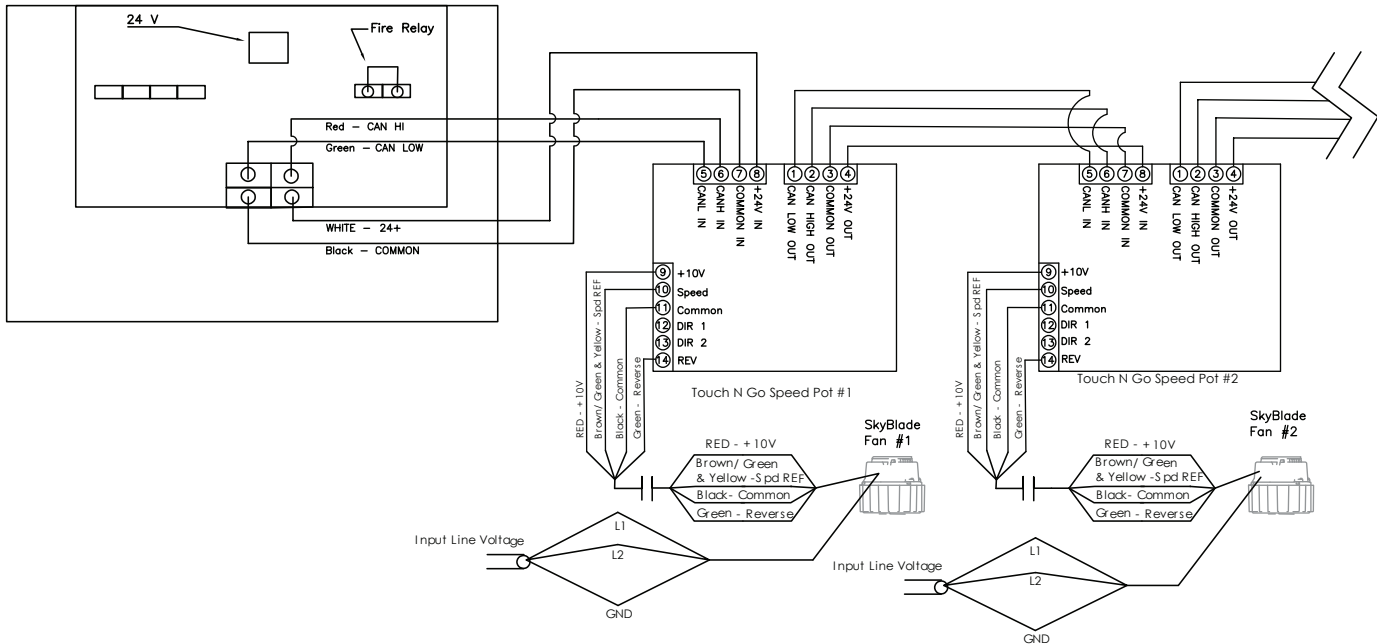 24 V
Fire Relay
Red - CAN HI
Green - CAN LOW
WHITE - 24+
Black - COMMON
5 6 7 8
CANL IN
CANH IN
COMMON IN
+24V IN
1 2 3 4
CAN LOW OUT
CAN HIGH OUT
COMMON OUT
+24V OUT
9 +10V
10 Speed
11 Common
12 DIR 1
13 DIR 2
14 REV
RED - +10V
Brown/ Green & Yellow - Spd REF
Black - Common
Green - Reverse
Touch N Go Speed Pot #1
5 6 7 8
CANL IN
CANH IN
COMMON IN
+24V IN
1 2 3 4
CAN LOW OUT
CAN HIGH OUT
COMMON OUT
+24V OUT
9 +10V
10 Speed
11 Common
12 DIR 1
13 DIR 2
14 REV
RED - +10V
Brown/ Green & Yellow - Spd REF
Black - Common
Green - Reverse
Touch N Go Speed Pot #2
SkyBlade
Fan #1
RED - +10V
Brown/ Green
& Yellow -Spd REF
Black- Common
Green - Reverse
Input Line Voltage
L1
L2
GND
SkyBlade
Fan #2
RED - +10V
Brown/ Green
& Yellow -Spd REF
Black- Common
Green - Reverse
Input Line Voltage
L1
L2
GND